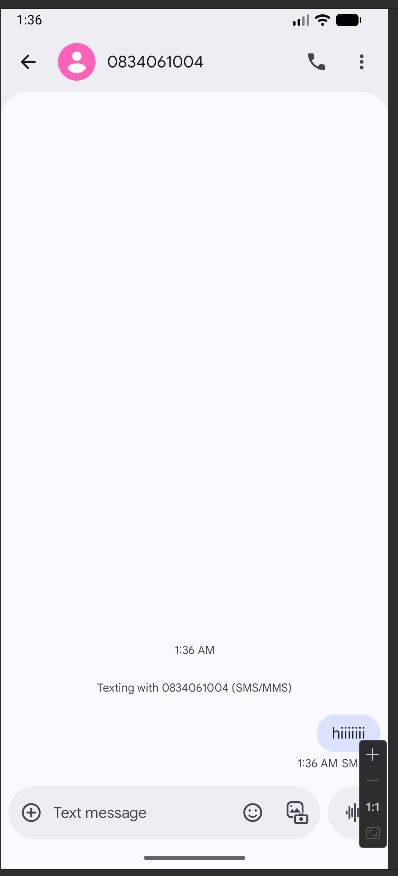 1:36
0834061004
1:36 AM
Texting with 0834061004 (SMS/MMS)
hiiiiiii
1:36 AM SM
Text message
1:1